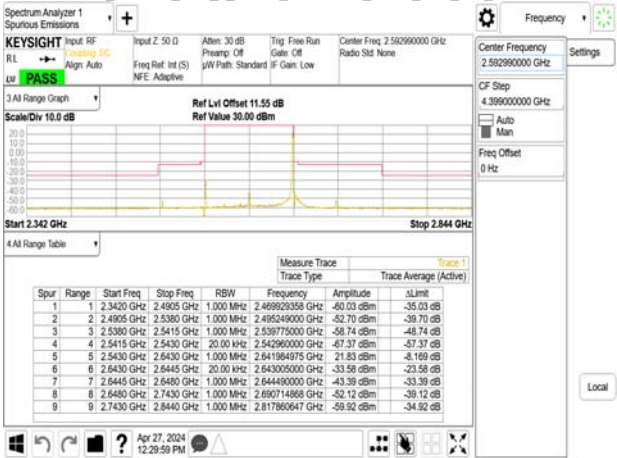 Spectrum Analyzer 1
Spurious Emissions
+
Frequency
KEYSIGHT
Input: RF
Coupling: DC
Align: Auto
Input Z: 50 Ω
Freq Ref: Int (S)
NFE: Adaptive
Atten: 30 dB
Preamp: Off
µW Path: Standard
Trig: Free Run
Gate: Off
IF Gain: Low
Center Freq: 2.592990000 GHz
Radio Std: None
RL
LXI
PASS
Center Frequency
2.592990000 GHz
Settings
CF Step
4.399000000 GHz
Auto
Man
Freq Offset
0 Hz
3 All Range Graph
Scale/Div 10.0 dB
Ref Lvl Offset 11.55 dB
Ref Value 30.00 dBm
20.0
10.0
0.00
-10.0
-20.0
-30.0
-40.0
-50.0
-60.0
Start 2.342 GHz
Stop 2.844 GHz
4 All Range Table
Measure Trace Trace 1
Trace Type Trace Average (Active)
Spur Range Start Freq Stop Freq RBW Frequency Amplitude ΔLimit
1 1 2.3420 GHz 2.4905 GHz 1.000 MHz 2.469929358 GHz -60.03 dBm -35.03 dB
2 2 2.4905 GHz 2.5380 GHz 1.000 MHz 2.495249000 GHz -52.70 dBm -39.70 dB
3 3 2.5380 GHz 2.5415 GHz 1.000 MHz 2.539775000 GHz -58.74 dBm -48.74 dB
4 4 2.5415 GHz 2.5430 GHz 20.00 kHz 2.542960000 GHz -67.37 dBm -57.37 dB
5 5 2.5430 GHz 2.6430 GHz 1.000 MHz 2.641984975 GHz 21.83 dBm -8.169 dB
6 6 2.6430 GHz 2.6445 GHz 20.00 kHz 2.643005000 GHz -33.58 dBm -23.58 dB
7 7 2.6445 GHz 2.6480 GHz 1.000 MHz 2.644490000 GHz -43.39 dBm -33.39 dB
8 8 2.6480 GHz 2.7430 GHz 1.000 MHz 2.690714868 GHz -52.12 dBm -39.12 dB
9 9 2.7430 GHz 2.8440 GHz 1.000 MHz 2.817860647 GHz -59.92 dBm -34.92 dB
Local
?
Apr 27, 2024
12:29:59 PM